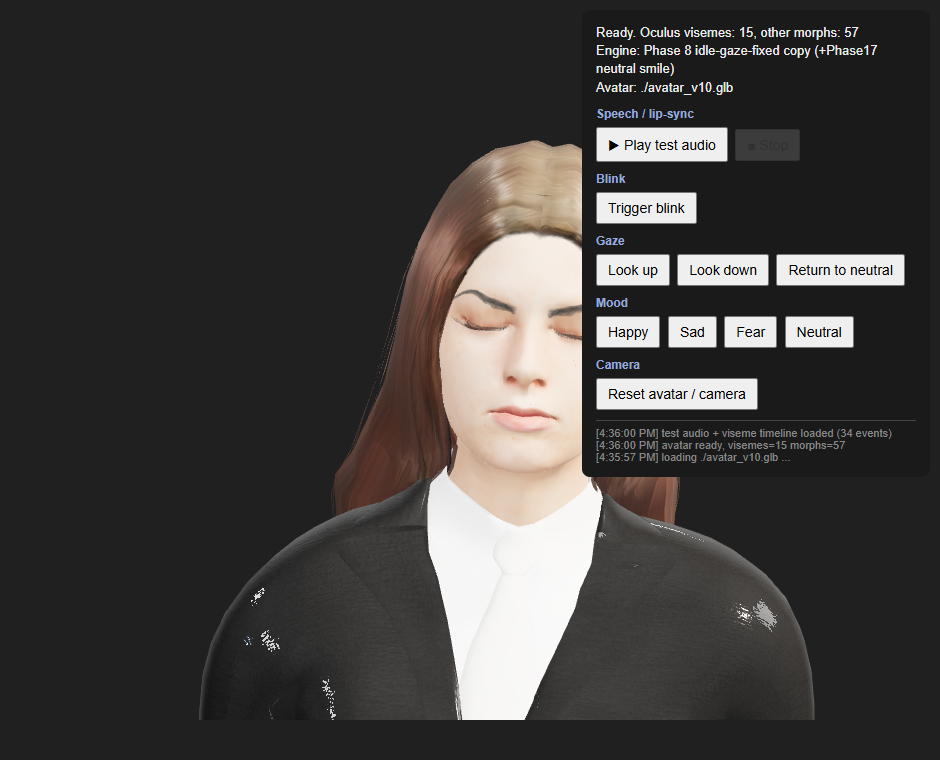 Ready. Oculus visemes: 15, other morphs: 57
Engine: Phase 8 idle-gaze-fixed copy (+Phase17
neutral smile)
Avatar: ./avatar_v10.glb
Speech / lip-sync
▶ Play test audio ■ Stop
Blink
Trigger blink
Gaze
Look up Look down Return to neutral
Mood
Happy Sad Fear Neutral
Camera
Reset avatar / camera
[4:36:00 PM] test audio + viseme timeline loaded (34 events)
[4:36:00 PM] avatar ready, visemes=15 morphs=57
[4:35:57 PM] loading ./avatar_v10.glb ...